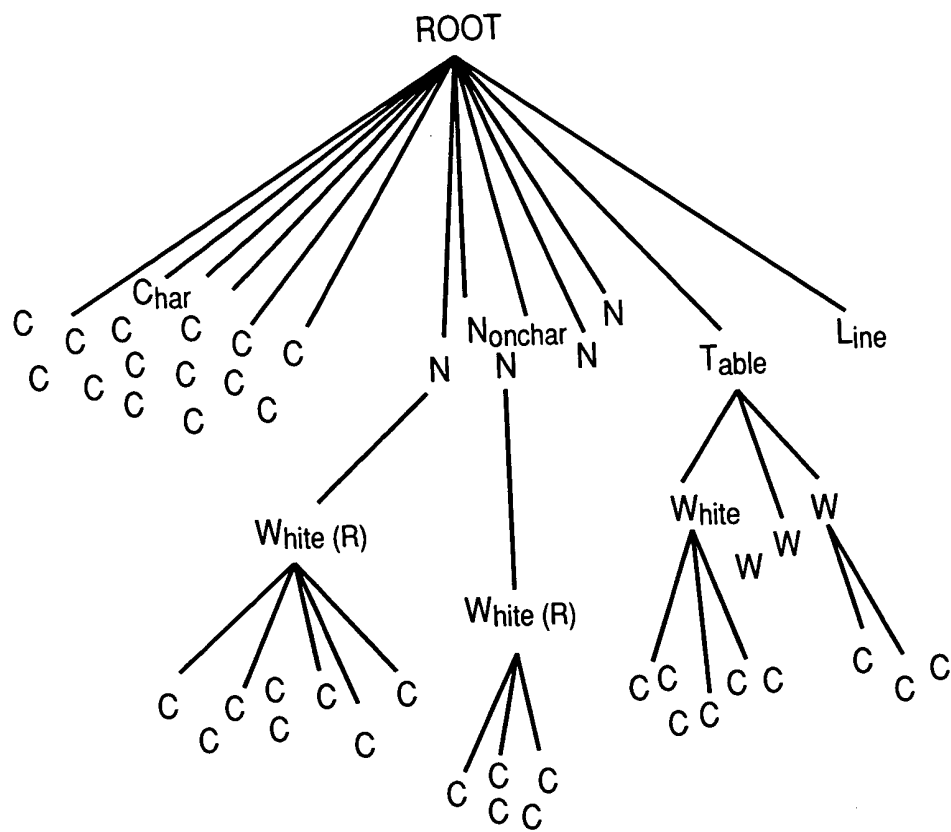 ROOT
Char
C C C C C C
C C C C C
C C C
Nonchar N
N N N
Table
Line
White (R)
White W
W W
White (R)
C C C C C
C C C
C C C
C C C
C C C C
C C
C C C
C C